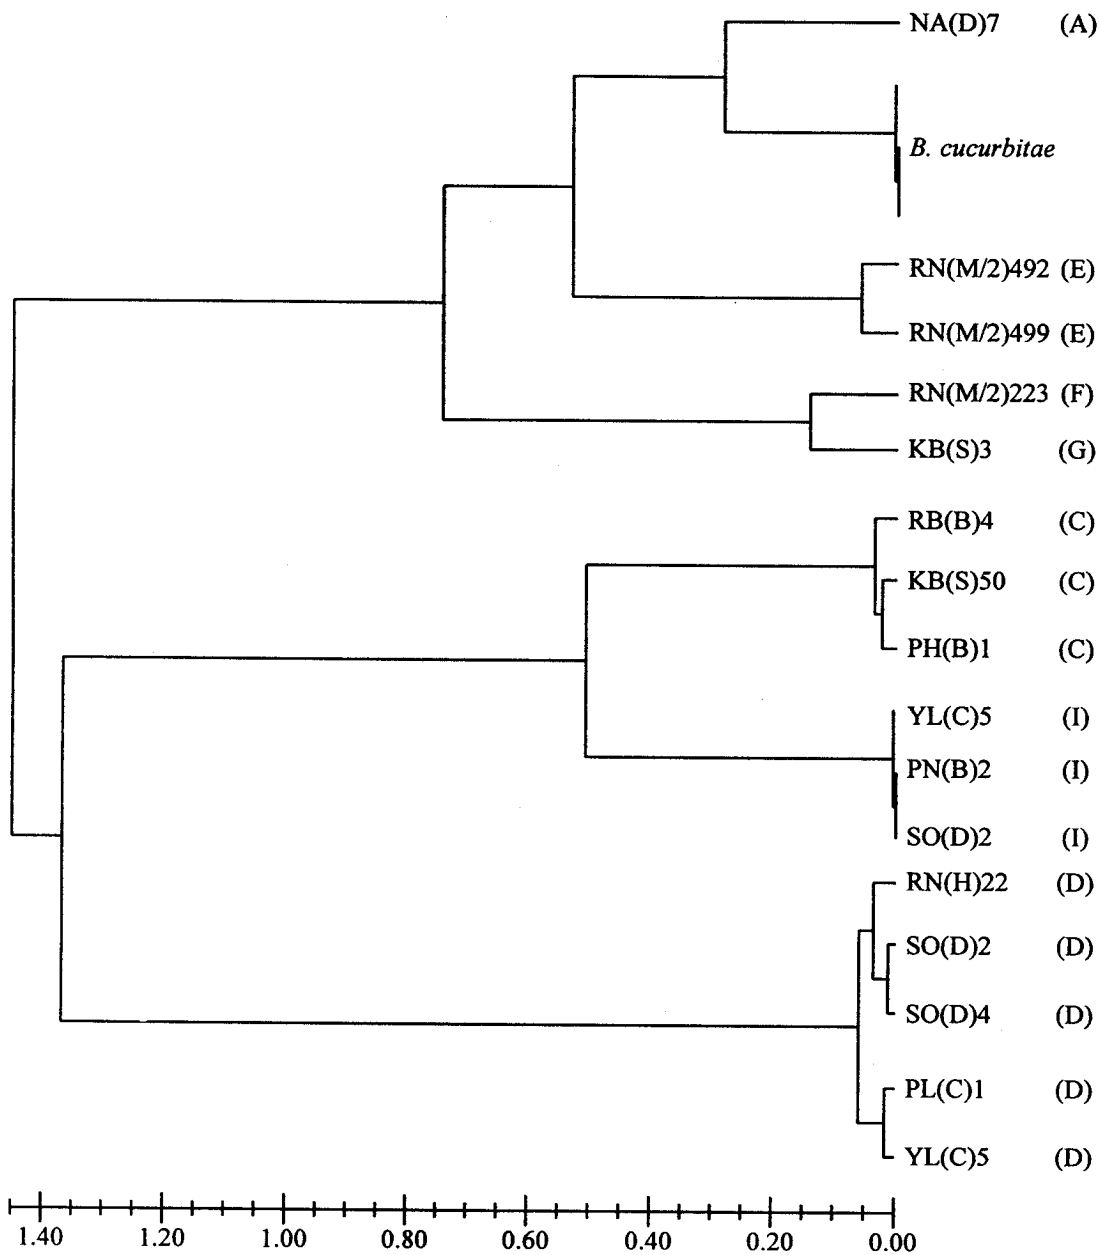 NA(D)7 (A)
B. cucurbitae
RN(M/2)492 (E)
RN(M/2)499 (E)
RN(M/2)223 (F)
KB(S)3 (G)
RB(B)4 (C)
KB(S)50 (C)
PH(B)1 (C)
YL(C)5 (I)
PN(B)2 (I)
SO(D)2 (I)
RN(H)22 (D)
SO(D)2 (D)
SO(D)4 (D)
PL(C)1 (D)
YL(C)5 (D)
1.40 1.20 1.00 0.80 0.60 0.40 0.20 0.00